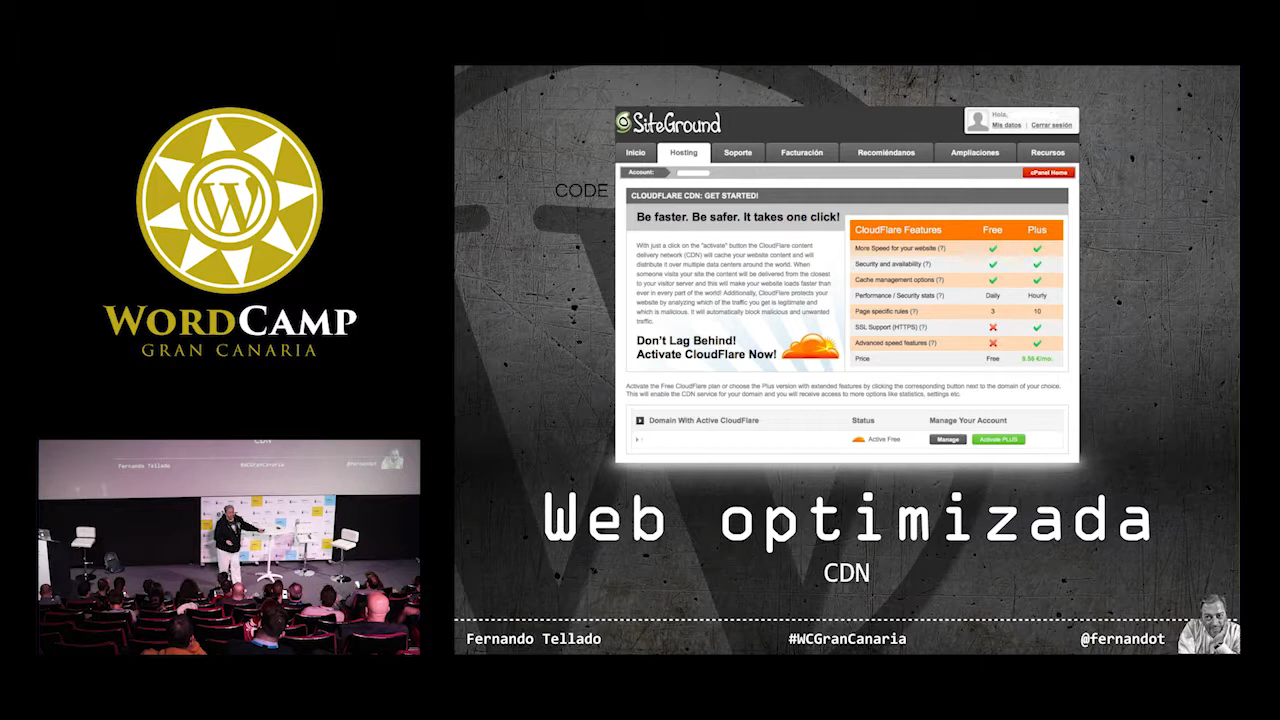 WORDCAMP
GRAN CANARIA
CDN
Fernando Tellado
#WCGranCanaria
@fernandot
CODE
SiteGround
Hola,
Mis datos | Cerrar sesión
Inicio
Hosting
Soporte
Facturación
Recomiéndanos
Ampliaciones
Recursos
Account:
cPanel Home
CLOUDFLARE CDN: GET STARTED!
Be faster. Be safer. It takes one click!
With just a click on the "activate" button the CloudFlare content
delivery network (CDN) will cache your website content and will
distribute it over multiple data centers around the world. When
someone visits your site the content will be delivered from the closest
to your visitor server and this will make your website loads faster than
ever in every part of the world! Additionally, CloudFlare protects your
website by analyzing which of the traffic you get is legitimate and
which is malicious. It will automatically block malicious and unwanted
traffic.
Don't Lag Behind!
Activate CloudFlare Now!
CloudFlare Features Free Plus
More Speed for your website (?)
Security and availability (?)
Cache management options (?)
Performance / Security stats (?) Daily Hourly
Page specific rules (?) 3 10
SSL Support (HTTPS) (?)
Advanced speed features (?)
Price Free 9.56 €/mo.
Activate the Free CloudFlare plan or choose the Plus version with extended features by clicking the corresponding button next to the domain of your choice.
This will enable the CDN service for your domain and you will receive access to more options like statistics, settings etc.
Domain With Active CloudFlare Status Manage Your Account
Active Free Manage Activate PLUS
Web optimizada
CDN
Fernando Tellado #WCGranCanaria @fernandot